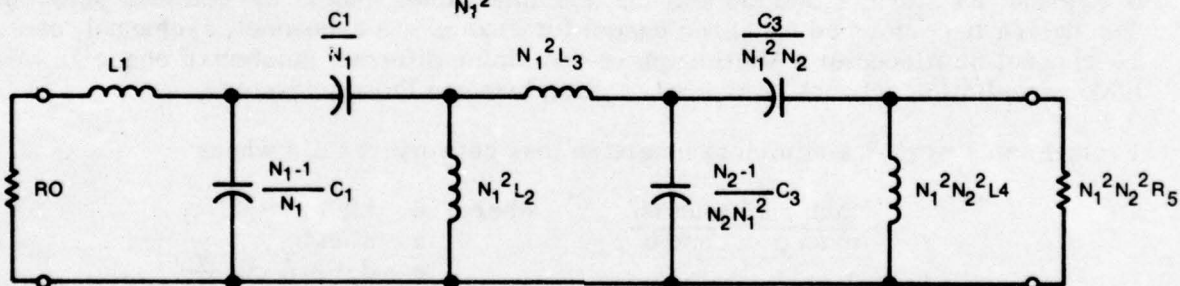 N₁²
C1
N₁
C₃
N₁²N₂
L1
N₁²L₃
RO
N₁-1
C₁
N₁
N₁²L₂
N₂-1
C₃
N₂N₁²
N₁²N₂²L4
N₁²N₂²R₅